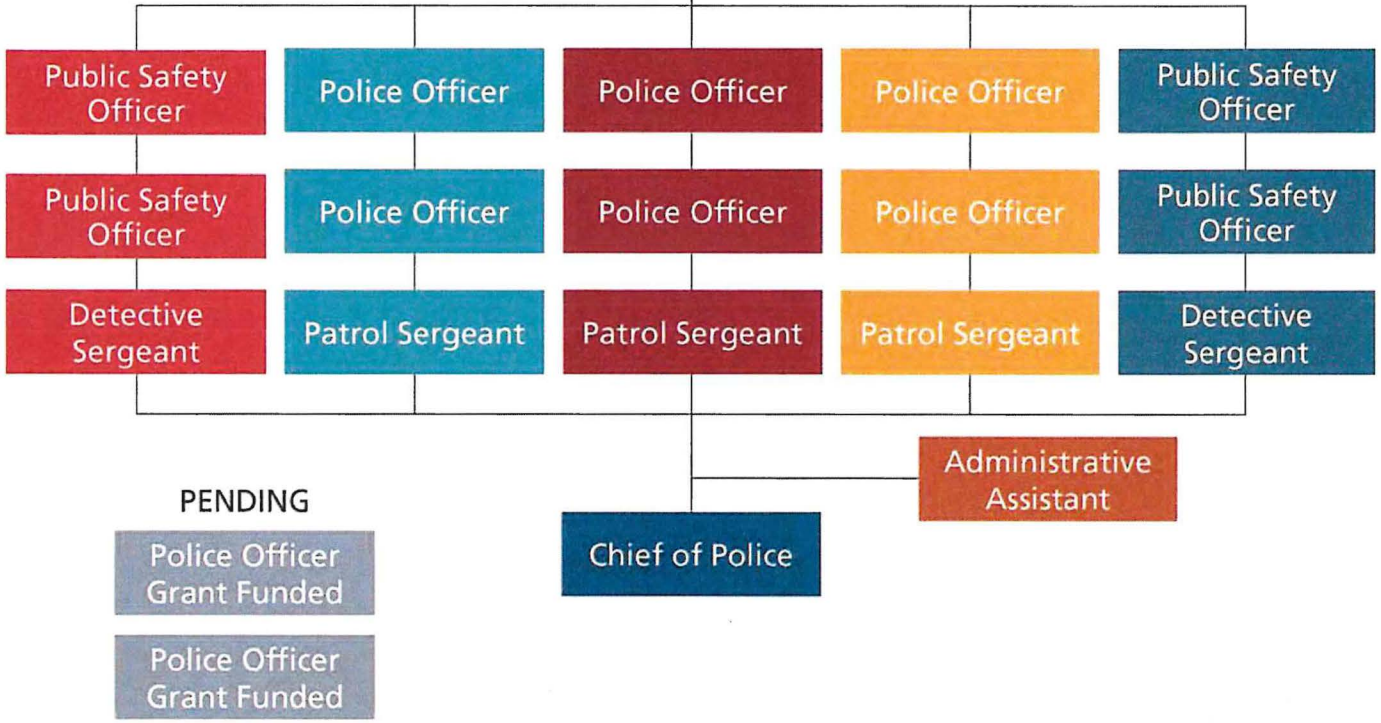 Public Safety
Officer
Police Officer
Police Officer
Police Officer
Public Safety
Officer
Public Safety
Officer
Police Officer
Police Officer
Police Officer
Public Safety
Officer
Detective
Sergeant
Patrol Sergeant
Patrol Sergeant
Patrol Sergeant
Detective
Sergeant
Administrative
Assistant
PENDING
Police Officer
Grant Funded
Chief of Police
Police Officer
Grant Funded